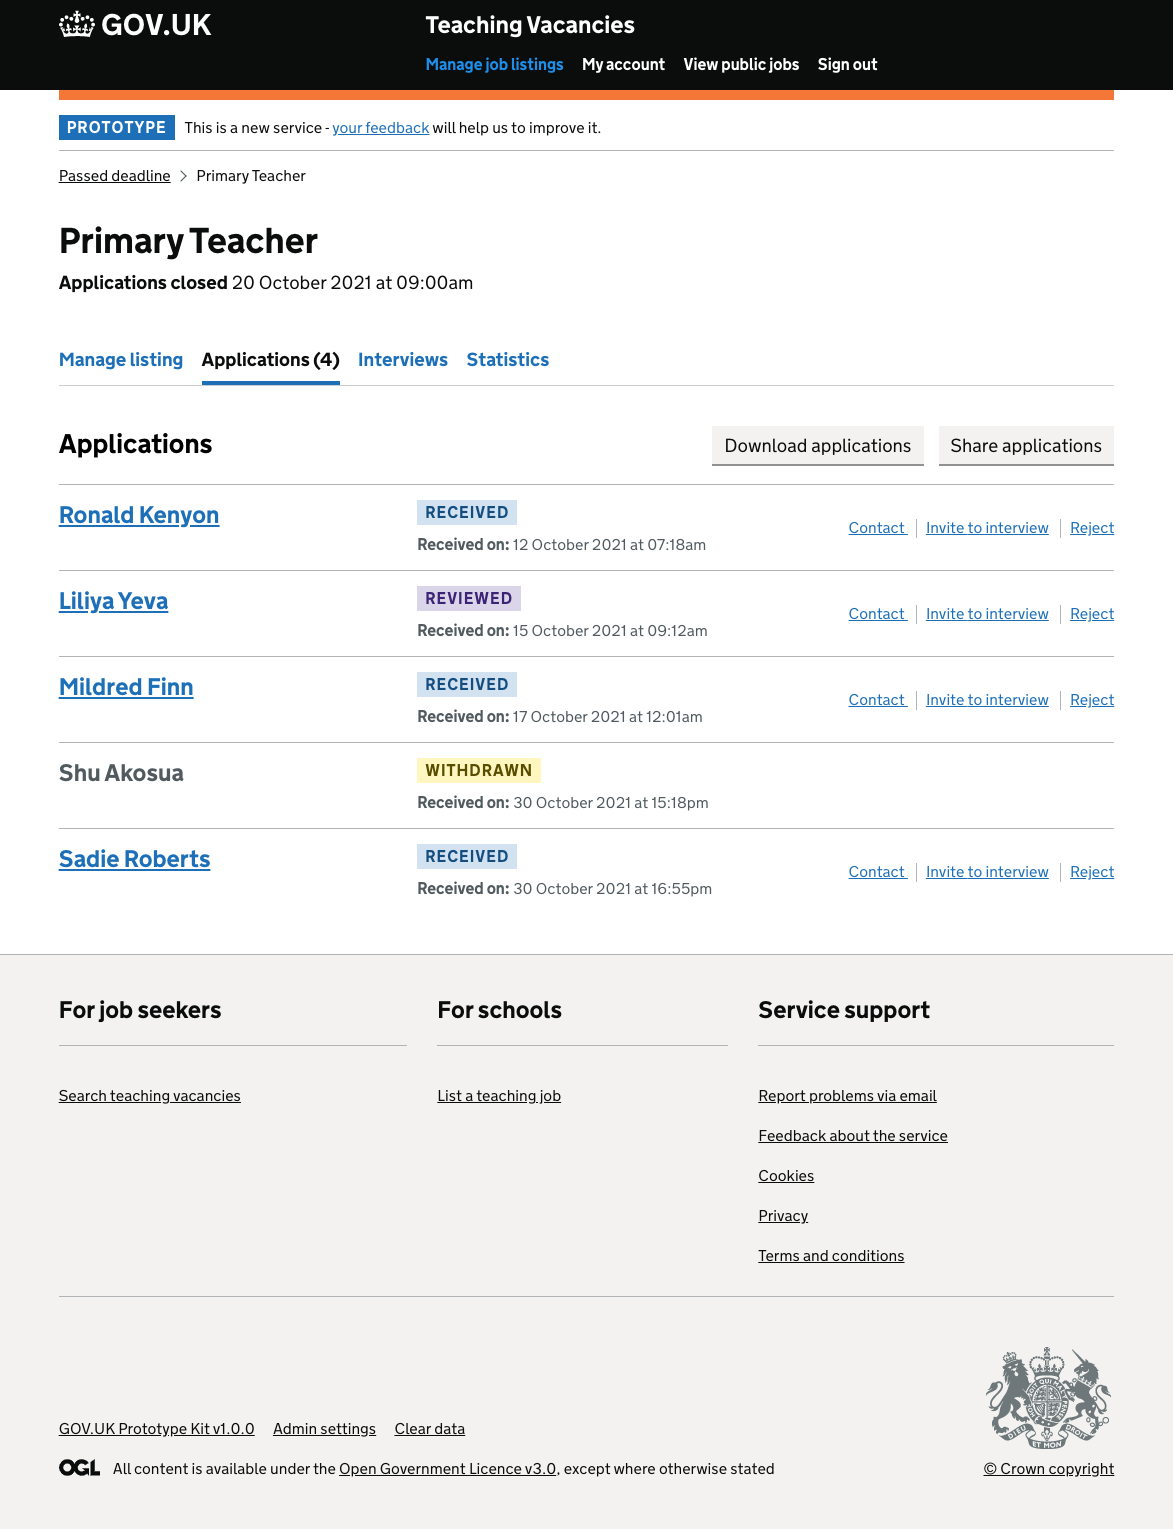 GOV.UK
Teaching Vacancies
Manage job listings My account View public jobs Sign out
PROTOTYPE This is a new service - your feedback will help us to improve it.
Passed deadline Primary Teacher
Primary Teacher
Applications closed 20 October 2021 at 09:00am
Manage listing Applications (4) Interviews Statistics
Applications
Download applications Share applications
Ronald Kenyon
RECEIVED
Received on: 12 October 2021 at 07:18am
Contact Invite to interview Reject
Liliya Yeva
REVIEWED
Received on: 15 October 2021 at 09:12am
Contact Invite to interview Reject
Mildred Finn
RECEIVED
Received on: 17 October 2021 at 12:01am
Contact Invite to interview Reject
Shu Akosua
WITHDRAWN
Received on: 30 October 2021 at 15:18pm
Sadie Roberts
RECEIVED
Received on: 30 October 2021 at 16:55pm
Contact Invite to interview Reject
For job seekers
Search teaching vacancies
For schools
List a teaching job
Service support
Report problems via email
Feedback about the service
Cookies
Privacy
Terms and conditions
GOV.UK Prototype Kit v1.0.0 Admin settings Clear data
OGL All content is available under the Open Government Licence v3.0, except where otherwise stated
DIEU ET MON DROIT
© Crown copyright